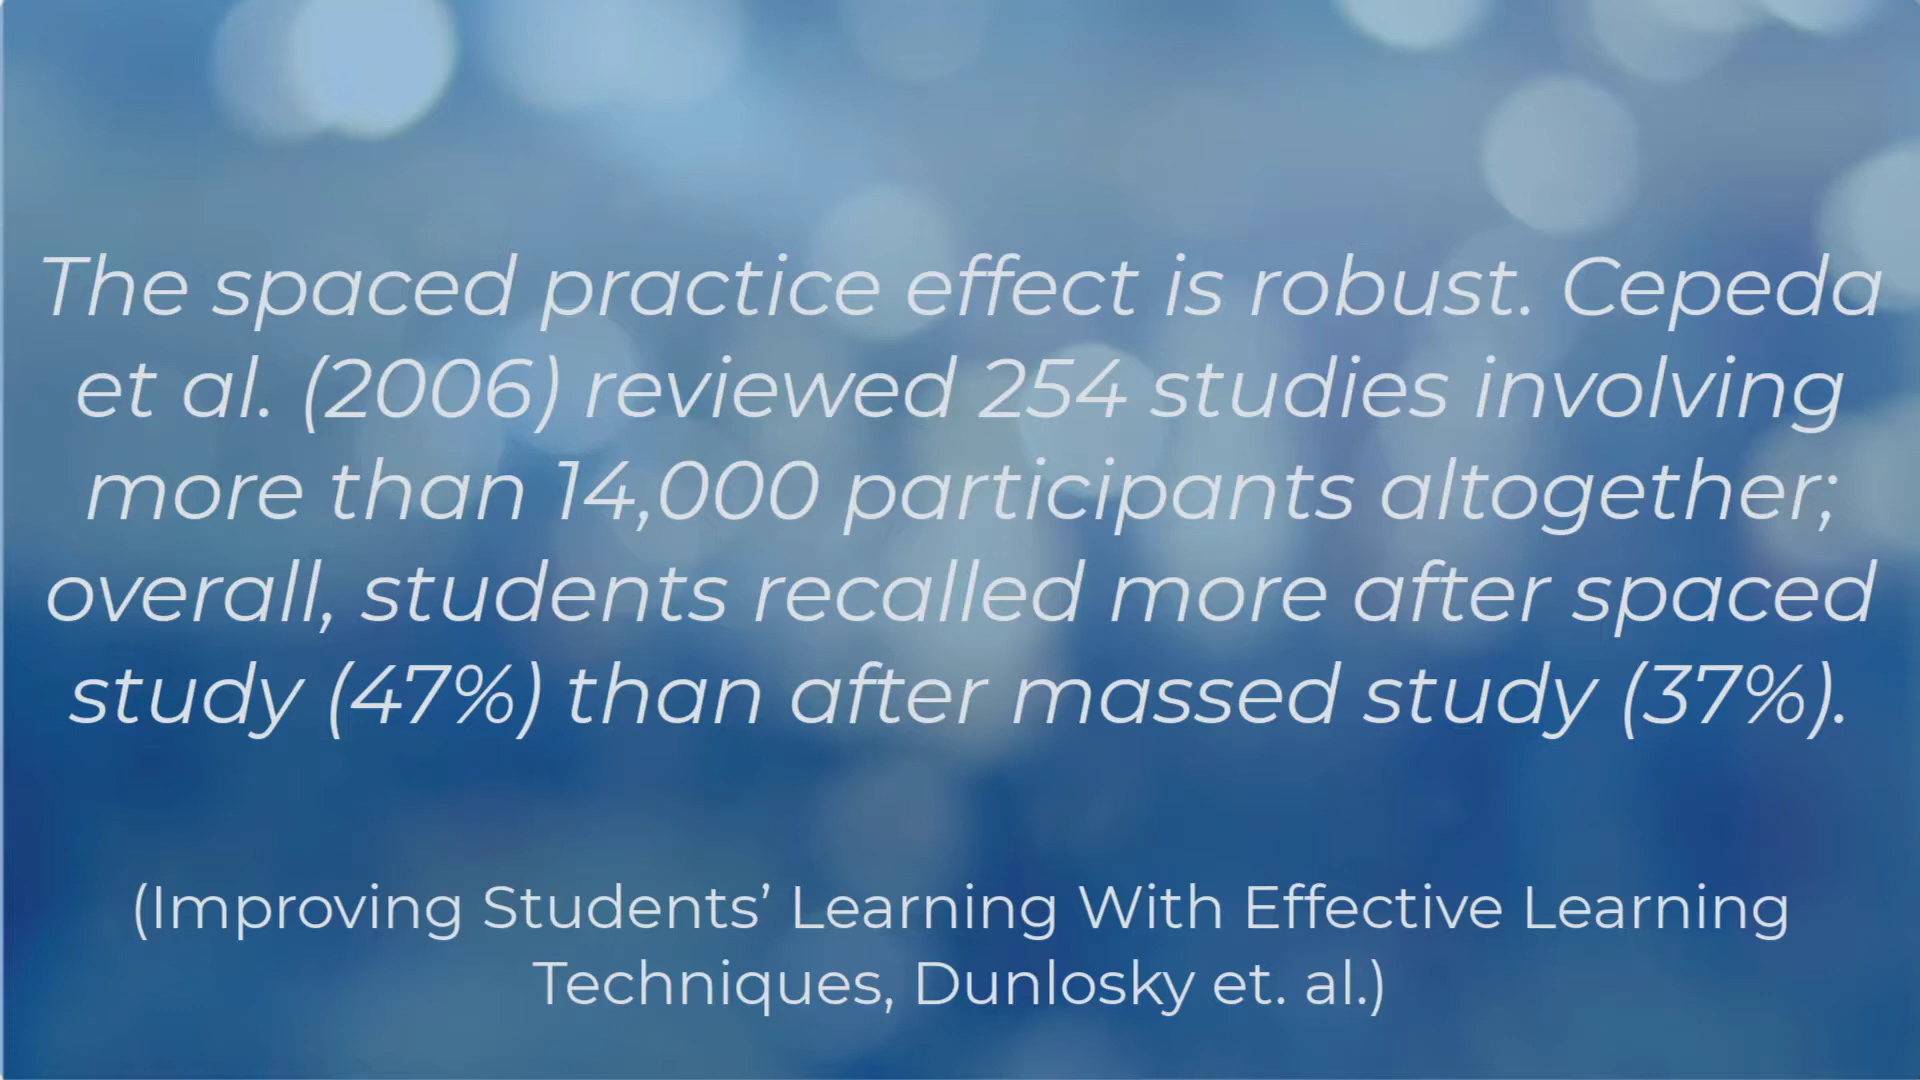 The spaced practice effect is robust. Cepeda
et al. (2006) reviewed 254 studies involving
more than 14,000 participants altogether;
overall, students recalled more after spaced
study (47%) than after massed study (37%).
(Improving Students’ Learning With Effective Learning
Techniques, Dunlosky et. al.)